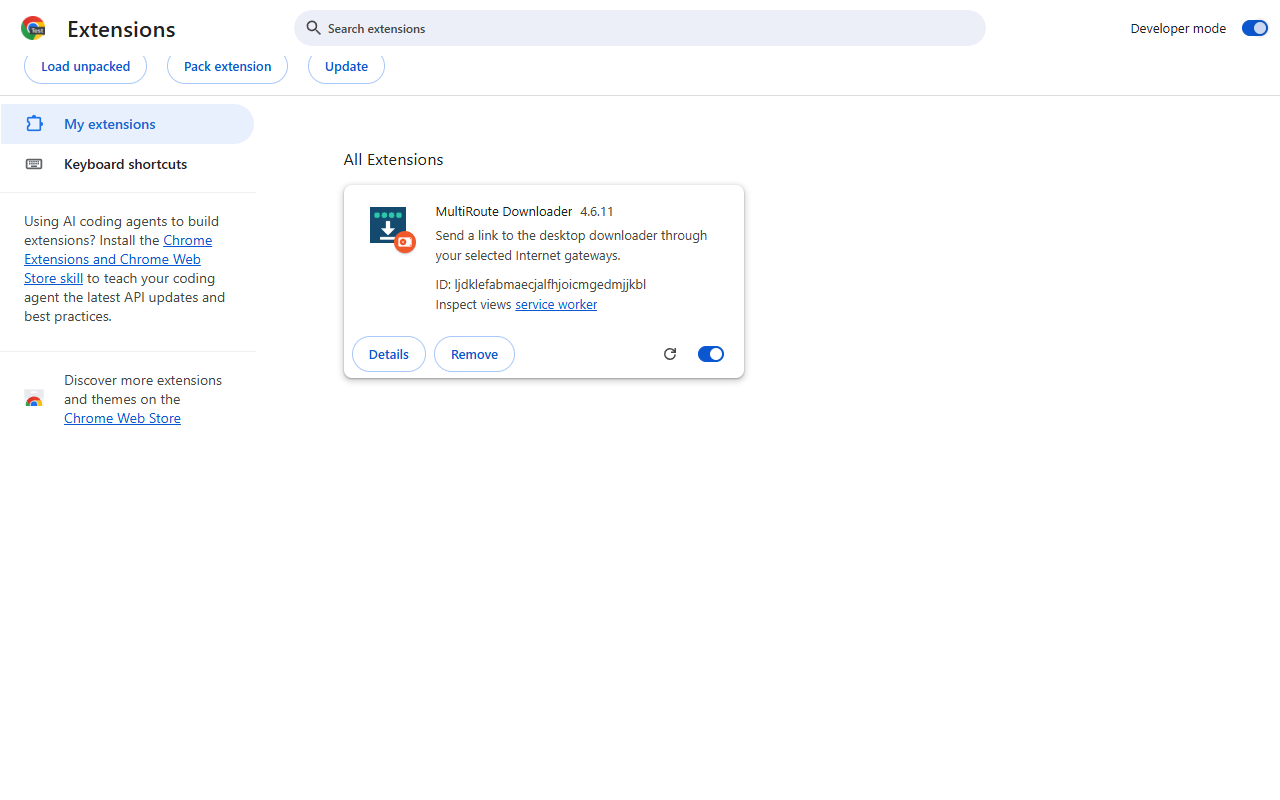 Extensions
Search extensions
Developer mode
Load unpacked
Pack extension
Update
My extensions
Keyboard shortcuts
Using AI coding agents to build
extensions? Install the Chrome
Extensions and Chrome Web
Store skill to teach your coding
agent the latest API updates and
best practices.
Discover more extensions
and themes on the
Chrome Web Store
All Extensions
MultiRoute Downloader 4.6.11
Send a link to the desktop downloader through
your selected Internet gateways.
ID: ljdklefabmaecjalfhjoicmgedmjjkbl
Inspect views service worker
Details
Remove